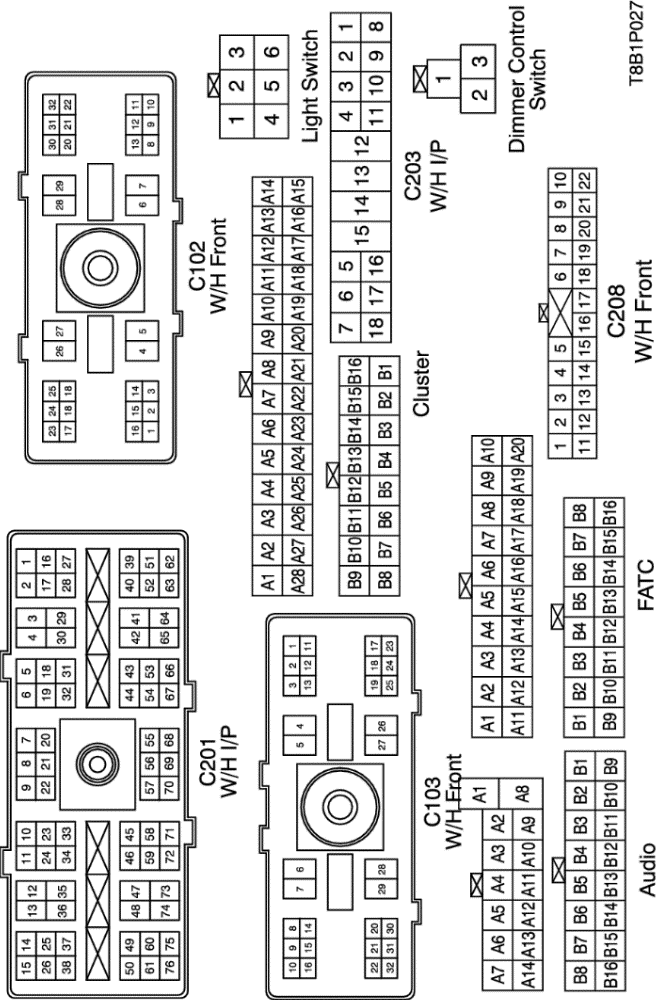 15 14 13 12 11 10 9 8 7 6 5 4 3 2 1
26 25 24 23 22 21 20 19 18 17 16
38 37 36 35 34 33 32 31 30 29 28 27
50 49 48 47 46 45 44 43 42 41 40 39
61 60 59 58 57 56 55 54 53 52 51
76 75 74 73 72 71 70 69 68 67 66 65 64 63 62
C201
W/H I/P
23 24 25 26 27 28 29 30 31 32
17 18 18 20 21 22
16 15 14 4 5 6 7 13 12 11
1 2 3 8 9 10
C102
W/H Front
10 9 8 7 6 5 4 3 2 1
16 15 14 13 12 11
22 21 20 29 28 27 26 19 18 17
32 31 30 25 24 23
C103
W/H Front
A1 A2 A3 A4 A5 A6 A7 A8 A9 A10 A11 A12 A13 A14
A28 A27 A26 A25 A24 A23 A22 A21 A20 A19 A18 A17 A16 A15
B9 B10 B11 B12 B13 B14 B15 B16
B8 B7 B6 B5 B4 B3 B2 B1
Cluster
1 2 3
4 5 6
Light Switch
7 6 5 15 14 13 12 4 3 2 1
18 17 16 11 10 9 8
C203
W/H I/P
1
2 3
Dimmer Control
Switch
A7 A6 A5 A4 A3 A2 A1
A14 A13 A12 A11 A10 A9 A8
B8 B7 B6 B5 B4 B3 B2 B1
B16 B15 B14 B13 B12 B11 B10 B9
Audio
A1 A2 A3 A4 A5 A6 A7 A8 A9 A10
A11 A12 A13 A14 A15 A16 A17 A18 A19 A20
B1 B2 B3 B4 B5 B6 B7 B8
B9 B10 B11 B12 B13 B14 B15 B16
FATC
1 2 3 4 5 6 7 8 9 10
11 12 13 14 15 16 17 18 19 20 21 22
C208
W/H Front
T8B1P027